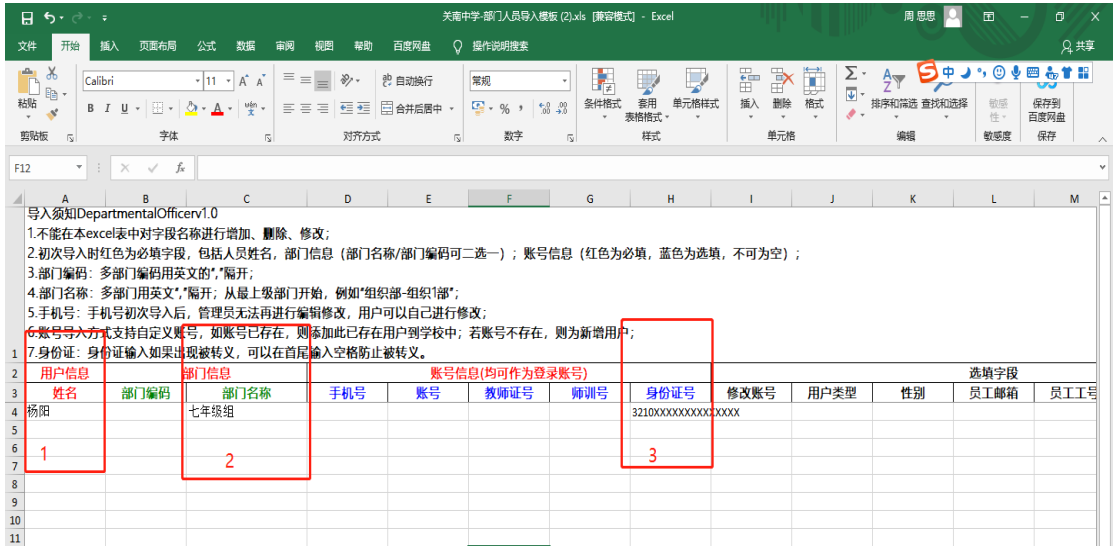 关南中学-部门人员导入模板 (2).xls [兼容模式] - Excel
周 思思
文件 开始 插入 页面布局 公式 数据 审阅 视图 帮助 百度网盘 操作说明搜索 共享
粘贴 Calibri 11 A A 自动换行 常规 条件格式 套用 表格格式 单元格样式 插入 删除 格式 排序和筛选 查找和选择 中 敏感性 保存到 百度网盘
B I U A 合并后居中 %
剪贴板 字体 对齐方式 数字 样式 单元格 编辑 敏感度 保存
F12 fx
A B C D E F G H I J K L M
导入须知DepartmentalOfficerv1.0
1.不能在本excel表中对字段名称进行增加、删除、修改;
2.初次导入时红色为必填字段,包括人员姓名,部门信息(部门名称/部门编码可二选一);账号信息(红色为必填,蓝色为选填,不可为空);
3.部门编码:多部门编码用英文的","隔开;
4.部门名称:多部门用英文","隔开;从最上级部门开始,例如"组织部-组织1部";
5.手机号:手机号初次导入后,管理员无法再进行编辑修改,用户可以自己进行修改;
6.账号导入方式支持自定义账号,如账号已存在,则添加此已存在用户到学校中;若账号不存在,则为新增用户;
1 7.身份证:身份证输入如果出现被转义,可以在首尾输入空格防止被转义。
2 用户信息 部门信息 账号信息(均可作为登录账号) 选填字段
3 姓名 部门编码 部门名称 手机号 账号 教师证号 师训号 身份证号 修改账号 用户类型 性别 员工邮箱 员工工号
4 杨阳 七年级组 3210XXXXXXXXXXXXXX
5
6
1 2 3
7
8
9
10
11